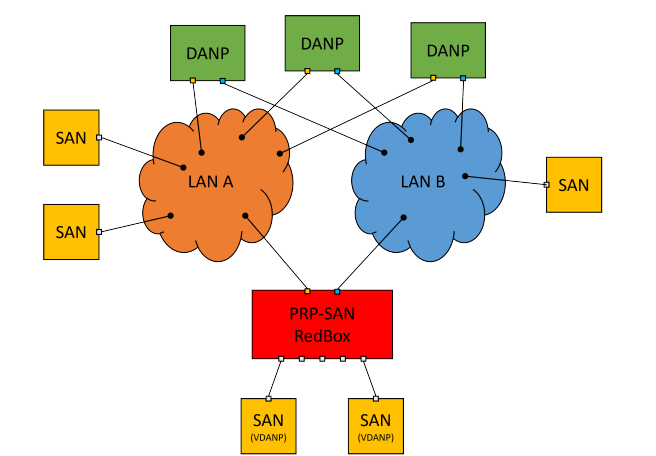 DANP
DANP
DANP
SAN
LAN A
LAN B
SAN
SAN
PRP-SAN
RedBox
SAN
(VDANP)
SAN
(VDANP)